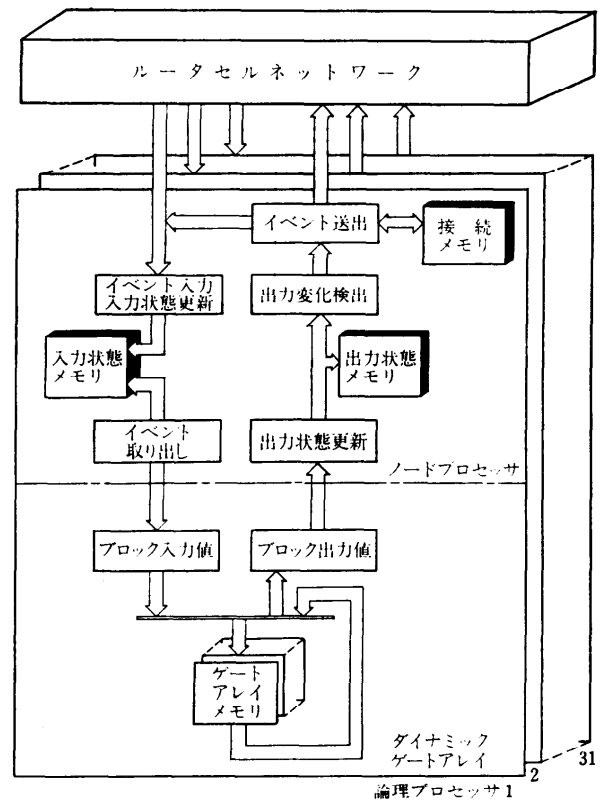 ルータセルネットワーク
イベント送出
接続
メモリ
イベント入力
入力状態更新
出力変化検出
入力状態
メモリ
出力状態
メモリ
イベント
取り出し
出力状態更新
ノードプロセッサ
ブロック入力値
ブロック出力値
ゲート
アレイ
メモリ
ダイナミック
ゲートアレイ
2
31
論理プロセッサ1